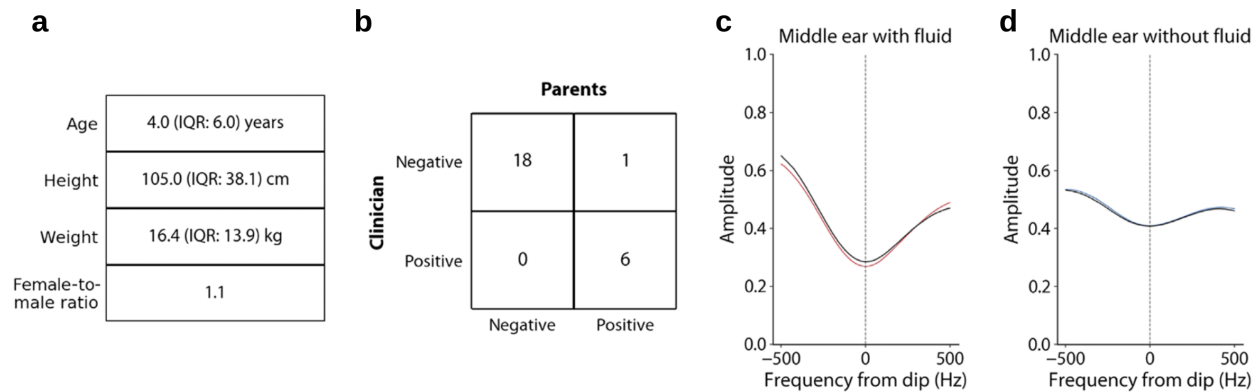 a
Age
4.0 (IQR: 6.0) years
Height
105.0 (IQR: 38.1) cm
Weight
16.4 (IQR: 13.9) kg
Female-to-
male ratio
1.1
b
Parents
Clinician
Negative
18
1
Positive
0
6
Negative
Positive
c
Middle ear with fluid
Amplitude
1.0
0.8
0.6
0.4
0.2
0.0
−500
0
500
Frequency from dip (Hz)
d
Middle ear without fluid
Amplitude
1.0
0.8
0.6
0.4
0.2
0.0
−500
0
500
Frequency from dip (Hz)